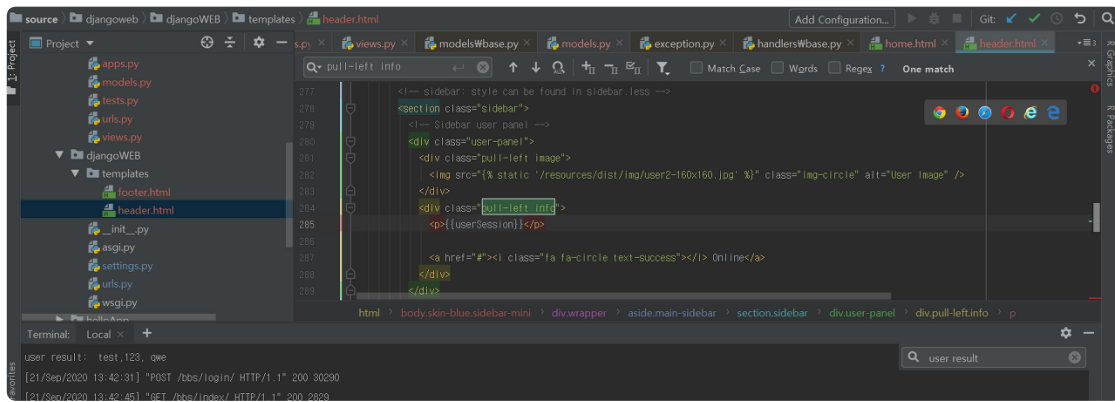 source djangoweb djangoWEB templates header.html Add Configuration... Git:
Project s.py views.py models₩base.py models.py exception.py handlers₩base.py home.html header.html 3
1: Project
R Graphics
R Packages
pull-left info Match Case Words Regex ? One match
apps.py
models.py
tests.py
urls.py
views.py
djangoWEB
templates
footer.html
header.html
__init__.py
asgi.py
settings.py
urls.py
wsgi.py
helloApp
277 <!-- sidebar: style can be found in sidebar.less -->
278 <section class="sidebar">
279 <!-- Sidebar user panel -->
280 <div class="user-panel">
281 <div class="pull-left image">
282 <img src="{% static '/resources/dist/img/user2-160x160.jpg' %}" class="img-circle" alt="User Image" />
283 </div>
284 <div class="pull-left info">
285 <p>{{userSession}}</p>
286
287 <a href="#"><i class="fa fa-circle text-success"></i> Online</a>
288 </div>
289 </div>
html body.skin-blue.sidebar-mini div.wrapper aside.main-sidebar section.sidebar div.user-panel div.pull-left.info p
Terminal: Local × +
user result: test,123, qwe
user result
[21/Sep/2020 13:42:31] "POST /bbs/login/ HTTP/1.1" 200 30290
[21/Sep/2020 13:42:45] "GET /bbs/index/ HTTP/1.1" 200 2829
avorites